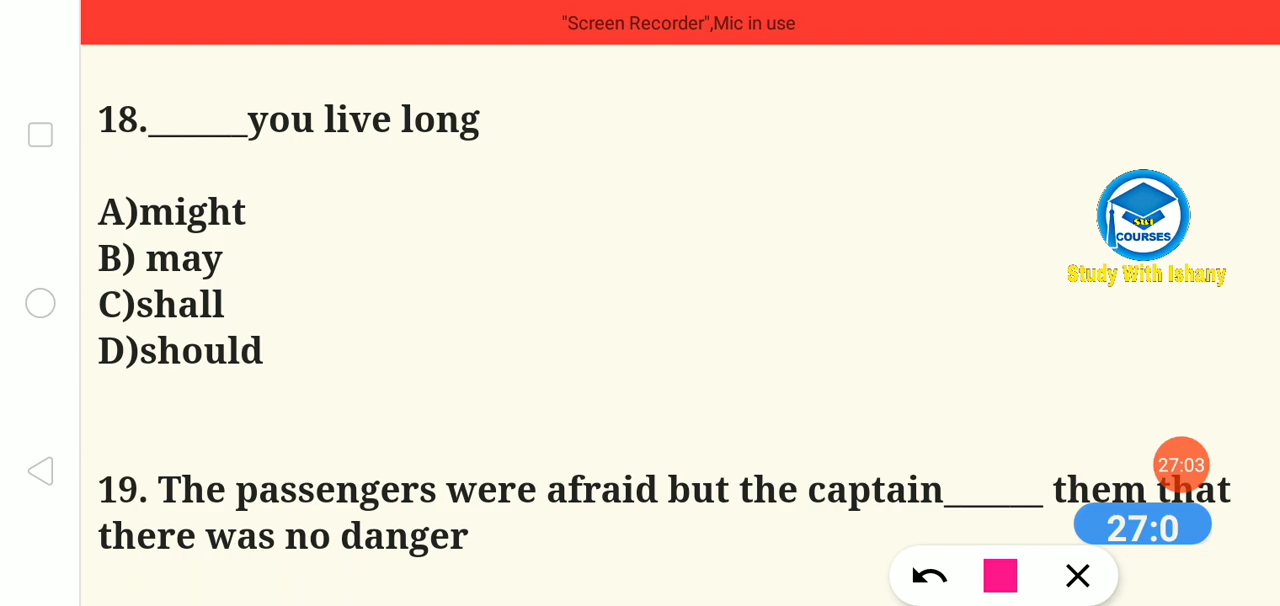 "Screen Recorder",Mic in use
18.______you live long
A)might
B) may
C)shall
D)should
COURSES
Study With Ishany
27:03
19. The passengers were afraid but the captain______ them that
there was no danger
27:0